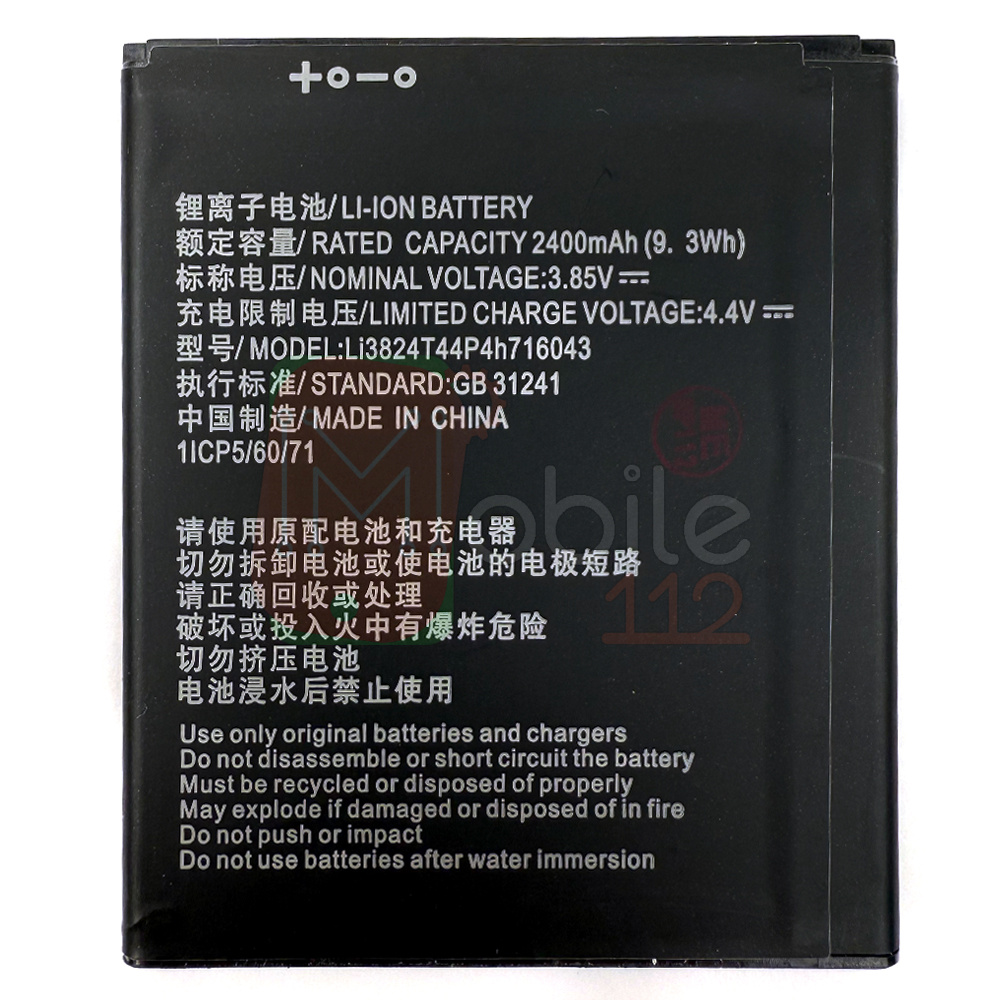 锂离子电池/ LI-ION BATTERY
额定容量/ RATED CAPACITY 2400mAh (9. 3Wh)
标称电压/ NOMINAL VOLTAGE:3.85V
充电限制电压/LIMITED CHARGE VOLTAGE:4.4V
型号/ MODEL:Li3824T44P4h716043
执行标准/ STANDARD:GB 31241
中国制造/ MADE IN CHINA
1ICP5/60/71
Mobile
112
请使用原配电池和充电器
切勿拆卸电池或使电池的电极短路
请正确回收或处理
破坏或投入火中有爆炸危险
切勿挤压电池
电池浸水后禁止使用
Use only original batteries and chargers
Do not disassemble or short circuit the battery
Must be recycled or disposed of properly
May explode if damaged or disposed of in fire
Do not push or impact
Do not use batteries after water immersion